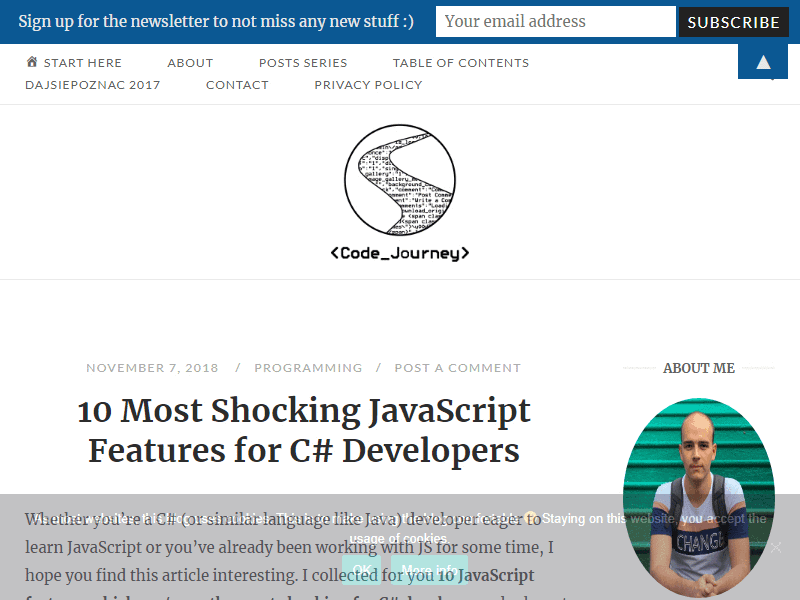 Sign up for the newsletter to not miss any new stuff :)
Your email address
SUBSCRIBE
START HERE
ABOUT
POSTS SERIES
TABLE OF CONTENTS
DAJSIEPOZNAC 2017
CONTACT
PRIVACY POLICY
<Code_Journey>
NOVEMBER 7, 2018 / PROGRAMMING / POST A COMMENT
10 Most Shocking JavaScript
Features for C# Developers
ABOUT ME
CHANGE
Whether you're a C# (or similar language like Java) developer eager to
learn JavaScript or you've already been working with JS for some time, I
hope you find this article interesting. I collected for you 10 JavaScript
Staying on this website, you accept the
usage of cookies.
OK
More info